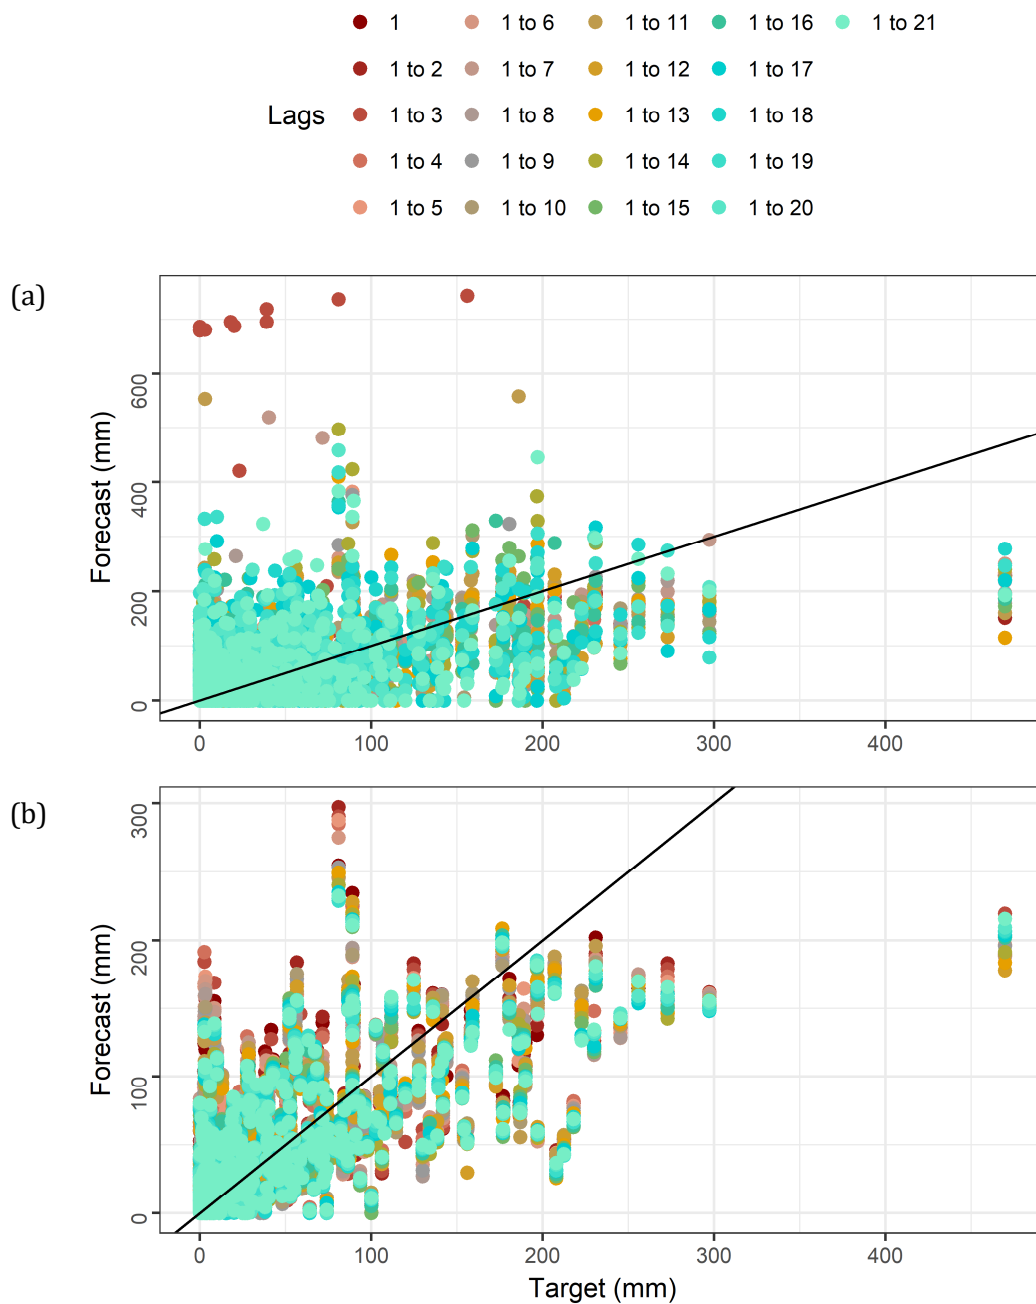 1 1 to 6 1 to 11 1 to 16 1 to 21
1 to 2 1 to 7 1 to 12 1 to 17
Lags 1 to 3 1 to 8 1 to 13 1 to 18
1 to 4 1 to 9 1 to 14 1 to 19
1 to 5 1 to 10 1 to 15 1 to 20
(a)
Forecast (mm)
600
400
200
0
0 100 200 300 400
(b)
Forecast (mm)
300
200
100
0
0 100 200 300 400
Target (mm)